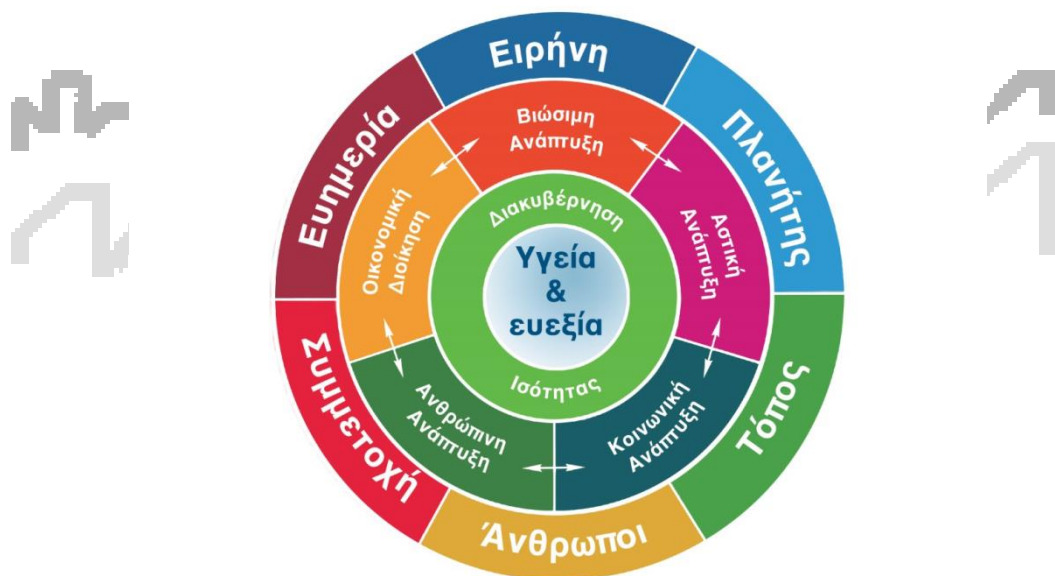 Ειρήνη
Πλανήτης
Τόπος
Άνθρωποι
Συμμετοχή
Ευημερία
Βιώσιμη
Ανάπτυξη
Αστική
Ανάπτυξη
Κοινωνική
Ανάπτυξη
Ανθρώπινη
Ανάπτυξη
Οικονομική
Διοίκηση
Διακυβέρνηση
Ισότητας
Υγεία
&
ευεξία